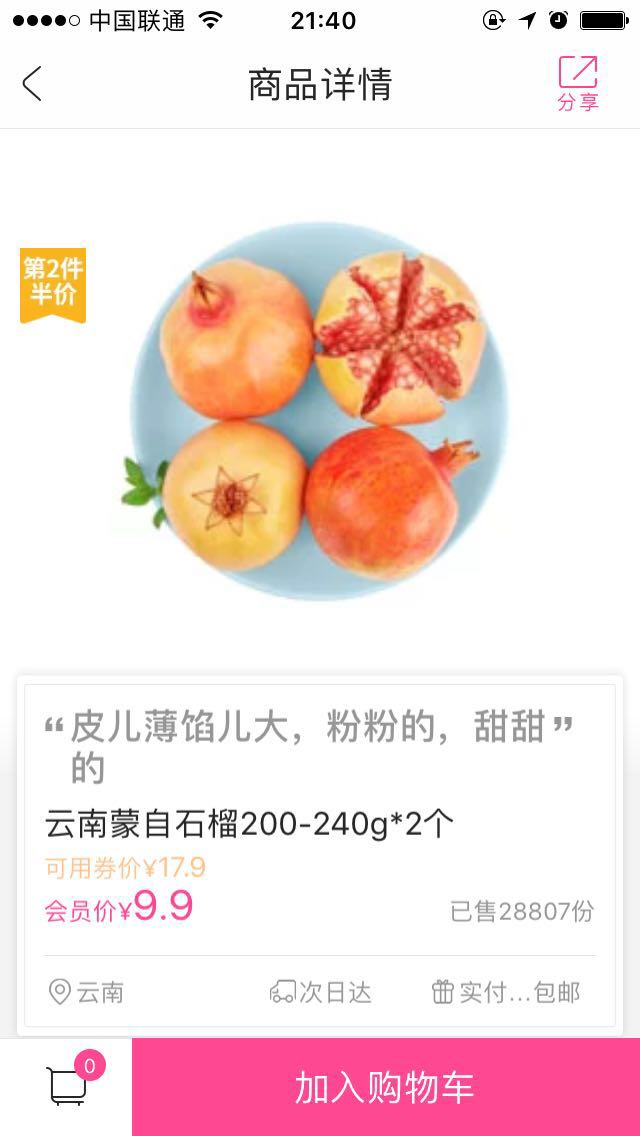 中国联通
21:40
商品详情
分享
第2件
半价
“皮儿薄馅儿大，粉粉的，甜甜”
的
云南蒙自石榴200-240g*2个
可用券价¥17.9
会员价¥9.9
已售28807份
云南
次日达
实付...包邮
0
加入购物车